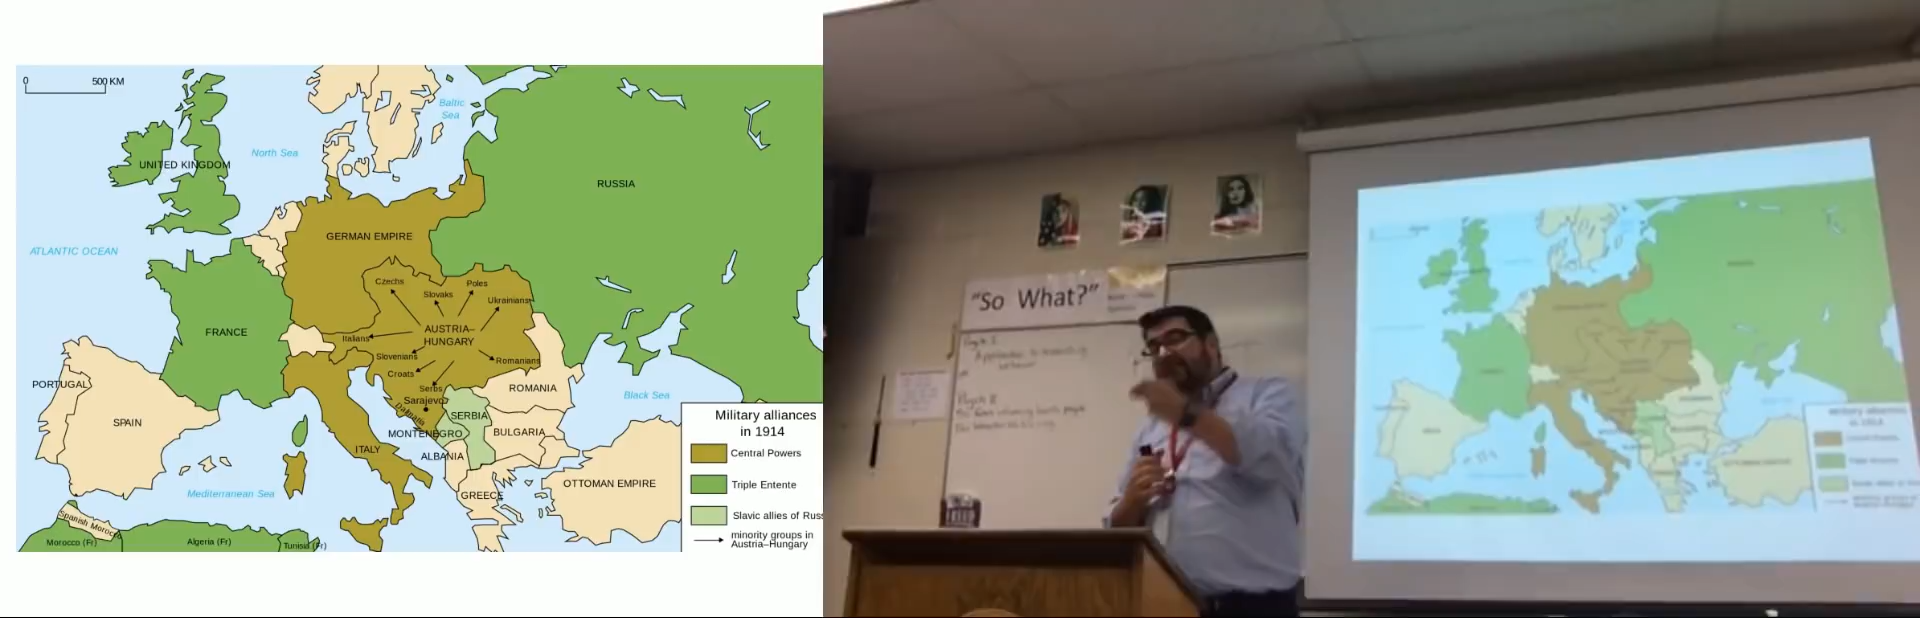 0 500 KM
Baltic
Sea
North Sea
UNITED KINGDOM
RUSSIA
ATLANTIC OCEAN
GERMAN EMPIRE
Czechs
Slovaks
Poles
Ukrainians
FRANCE
AUSTRIA–
HUNGARY
Italians
Slovenians
Romanians
Croats
Serbs
Sarajevo
Dalmatia
PORTUGAL
SPAIN
ROMANIA
Black Sea
SERBIA
MONTENEGRO
BULGARIA
ITALY
ALBANIA
GREECE
OTTOMAN EMPIRE
Mediterranean Sea
Spanish Morocco
Morocco (Fr)
Algeria (Fr)
Tunisia (Fr)
Military alliances
in 1914
Central Powers
Triple Entente
Slavic allies of Russ
minority groups in
Austria–Hungary
"So What?"